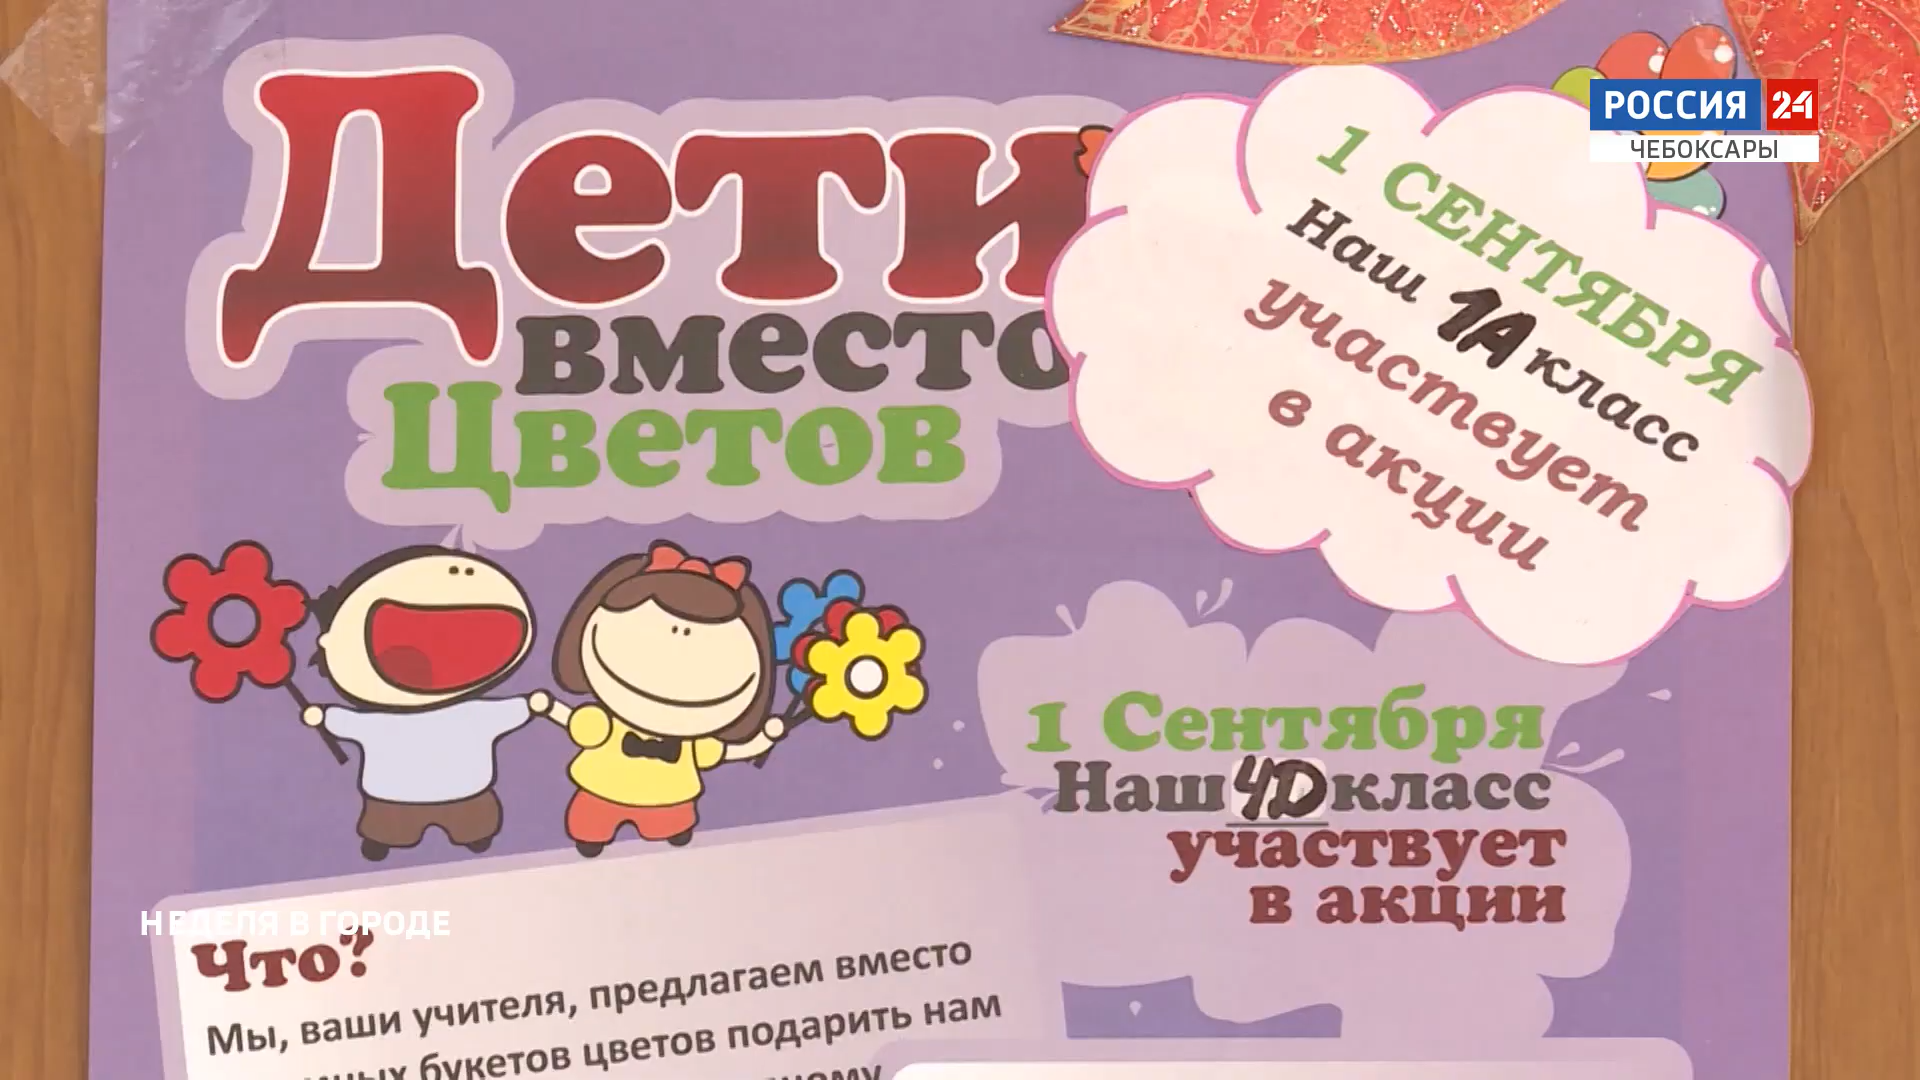 Дети
вместо
Цветов
РОССИЯ 24
ЧЕБОКСАРЫ
1 СЕНТЯБРЯ
Наш 1А класс
участвует
в акции
1 Сентября
Наш 4D класс
участвует
в акции
НЕДЕЛЯ В ГОРОДЕ
Что?
Мы, ваши учителя, предлагаем вместо
букетов цветов подарить нам